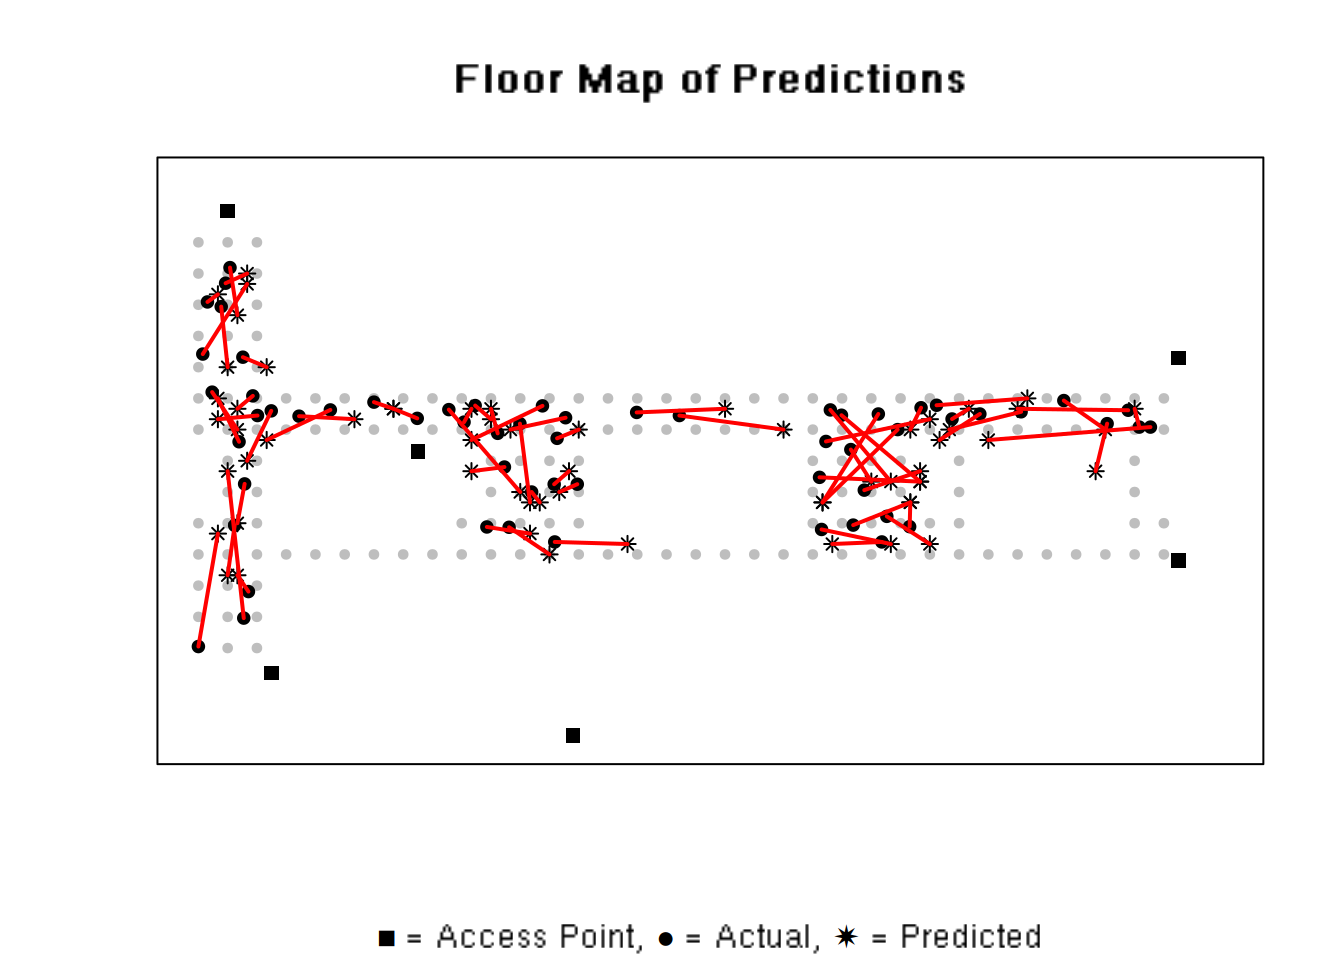 Floor Map of Predictions
■ = Access Point, ● = Actual, ✷ = Predicted